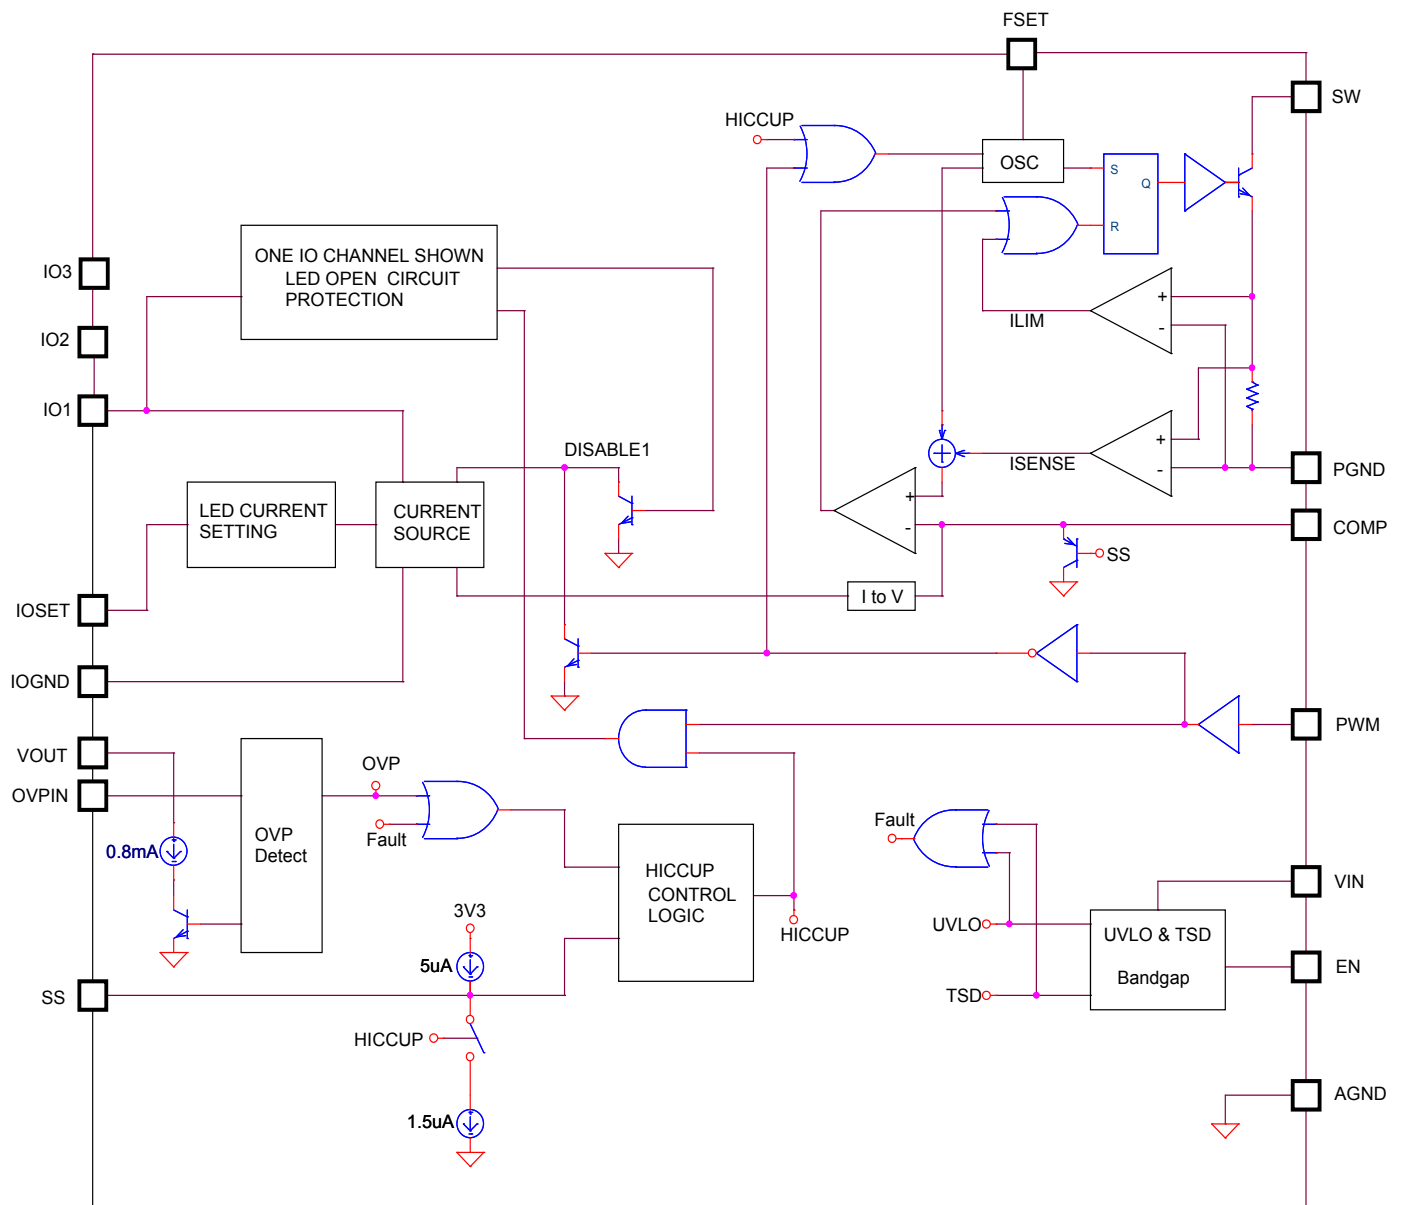 FSET
SW
HICCUP
OSC
S
Q
R
ONE IO CHANNEL SHOWN
LED OPEN CIRCUIT
PROTECTION
IO3
IO2
IO1
+
-
ILIM
DISABLE1
+
-
ISENSE
PGND
LED CURRENT
SETTING
CURRENT
SOURCE
+
-
COMP
SS
I to V
IOSET
IOGND
PWM
VOUT
OVPIN
OVP
Fault
0.8mA
OVP
Detect
HICCUP
CONTROL
LOGIC
HICCUP
Fault
UVLO
TSD
UVLO & TSD
Bandgap
VIN
EN
3V3
5uA
SS
HICCUP
1.5uA
AGND